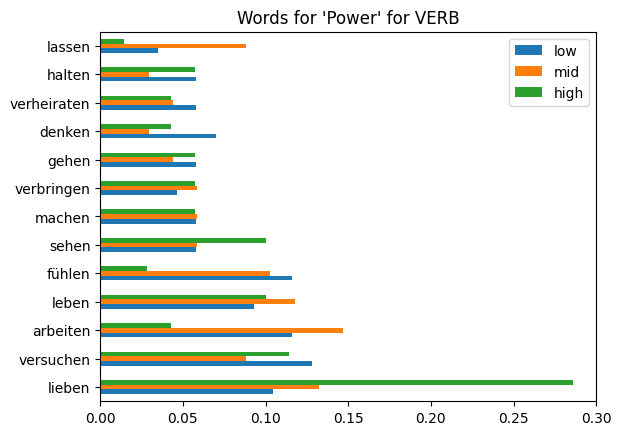 Words for 'Power' for VERB
low
mid
high
lassen
halten
verheiraten
denken
gehen
verbringen
machen
sehen
fühlen
leben
arbeiten
versuchen
lieben
0.00 0.05 0.10 0.15 0.20 0.25 0.30